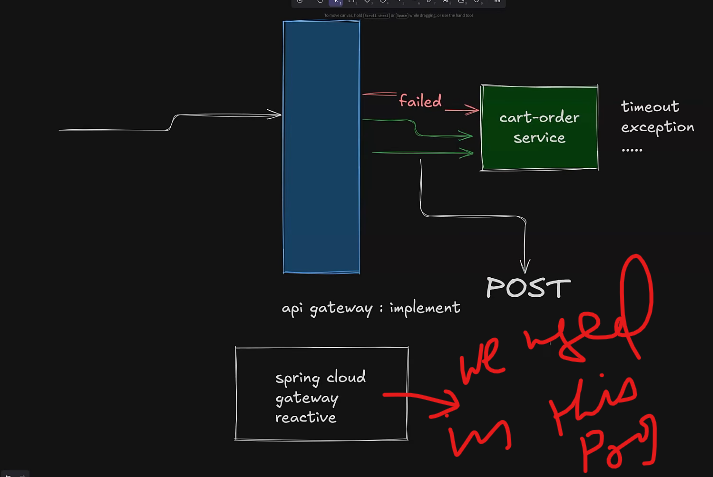 failed
cart-order
service
timeout
exception
.....
POST
api gateway : implement
spring cloud
gateway
reactive
we used
in this
Proj